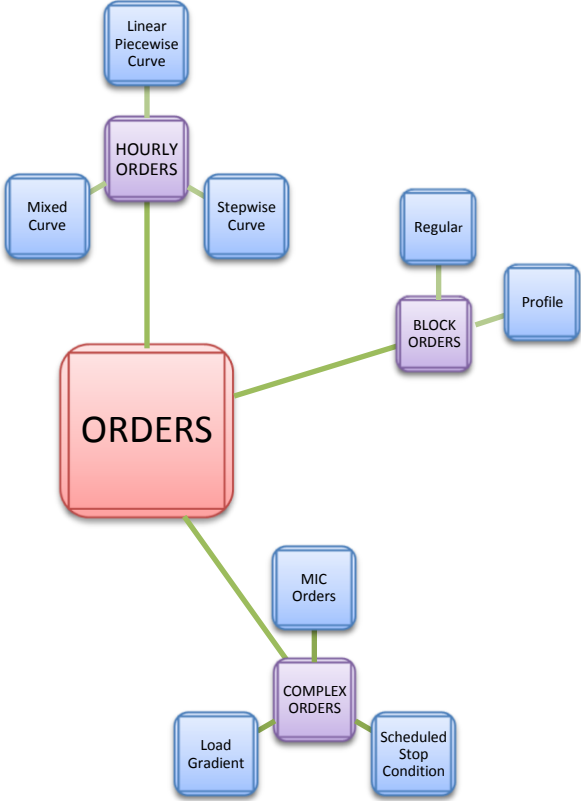 Linear
Piecewise
Curve
HOURLY
ORDERS
Mixed
Curve
Stepwise
Curve
Regular
Profile
BLOCK
ORDERS
ORDERS
MIC
Orders
COMPLEX
ORDERS
Load
Gradient
Scheduled
Stop
Condition